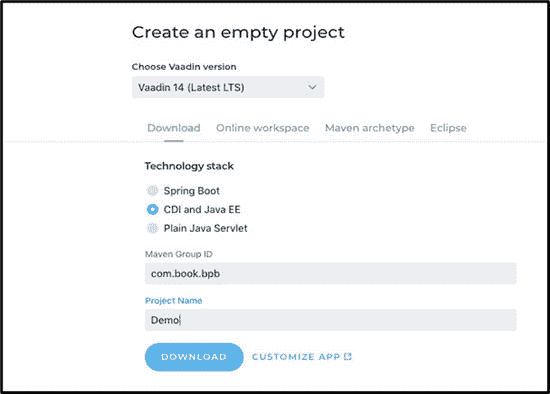 Create an empty project
Choose Vaadin version
Vaadin 14 (Latest LTS)
Download Online workspace Maven archetype Eclipse
Technology stack
Spring Boot
CDI and Java EE
Plain Java Servlet
Maven Group ID
com.book.bpb
Project Name
Demo
DOWNLOAD CUSTOMIZE APP